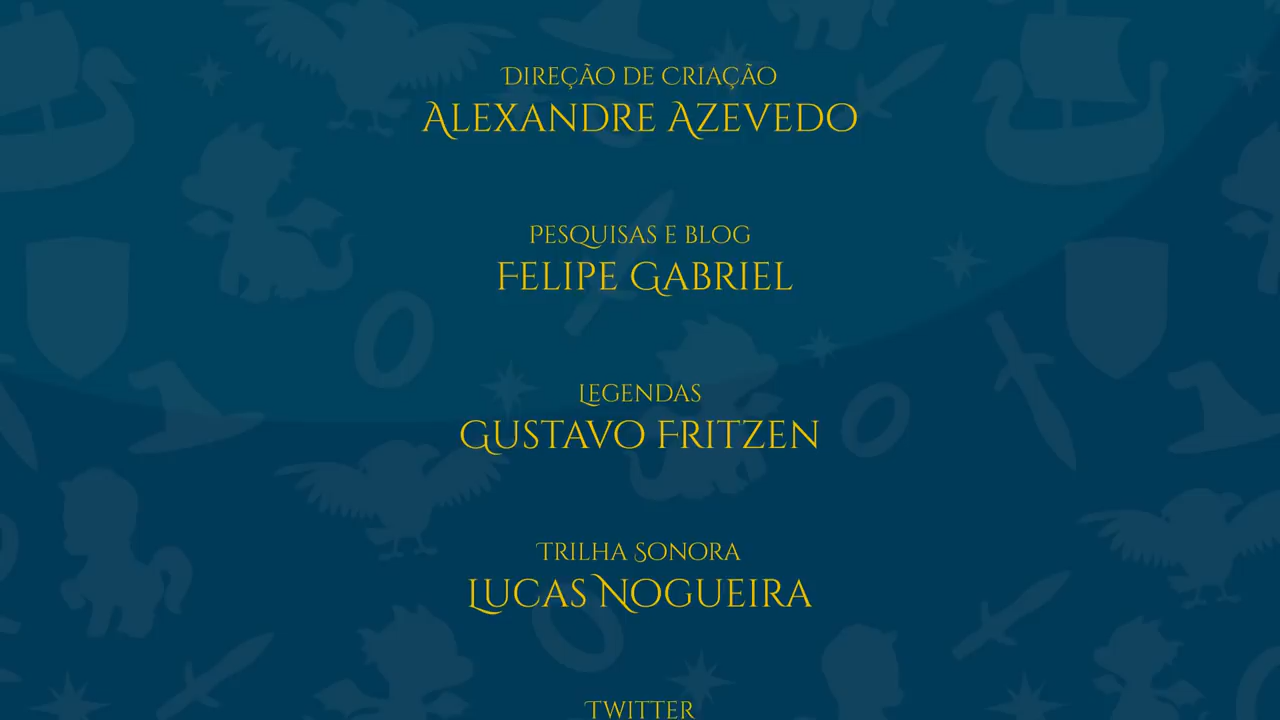 Direção de Criação
Alexandre Azevedo
Pesquisas e Blog
Felipe Gabriel
Legendas
Gustavo Fritzen
Trilha Sonora
Lucas Nogueira
Twitter